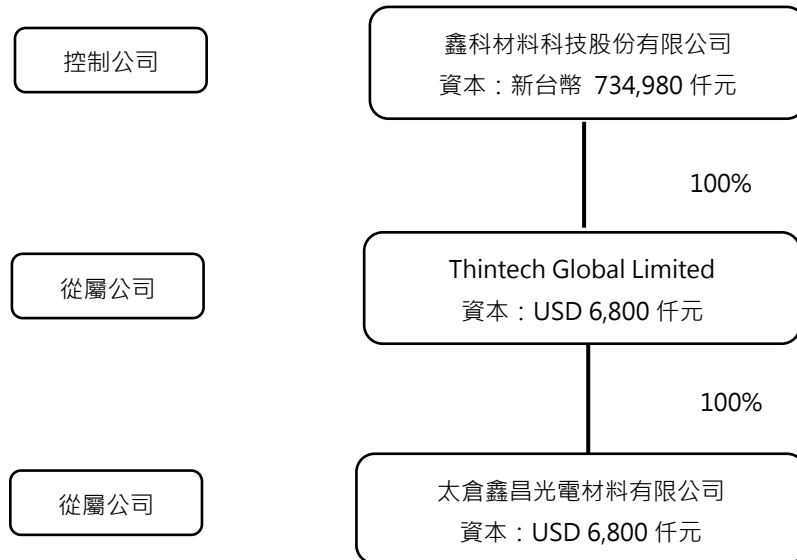 控制公司
鑫科材料科技股份有限公司
資本：新台幣 734,980 仟元
100%
從屬公司
Thintech Global Limited
資本：USD 6,800 仟元
100%
從屬公司
太倉鑫昌光電材料有限公司
資本：USD 6,800 仟元